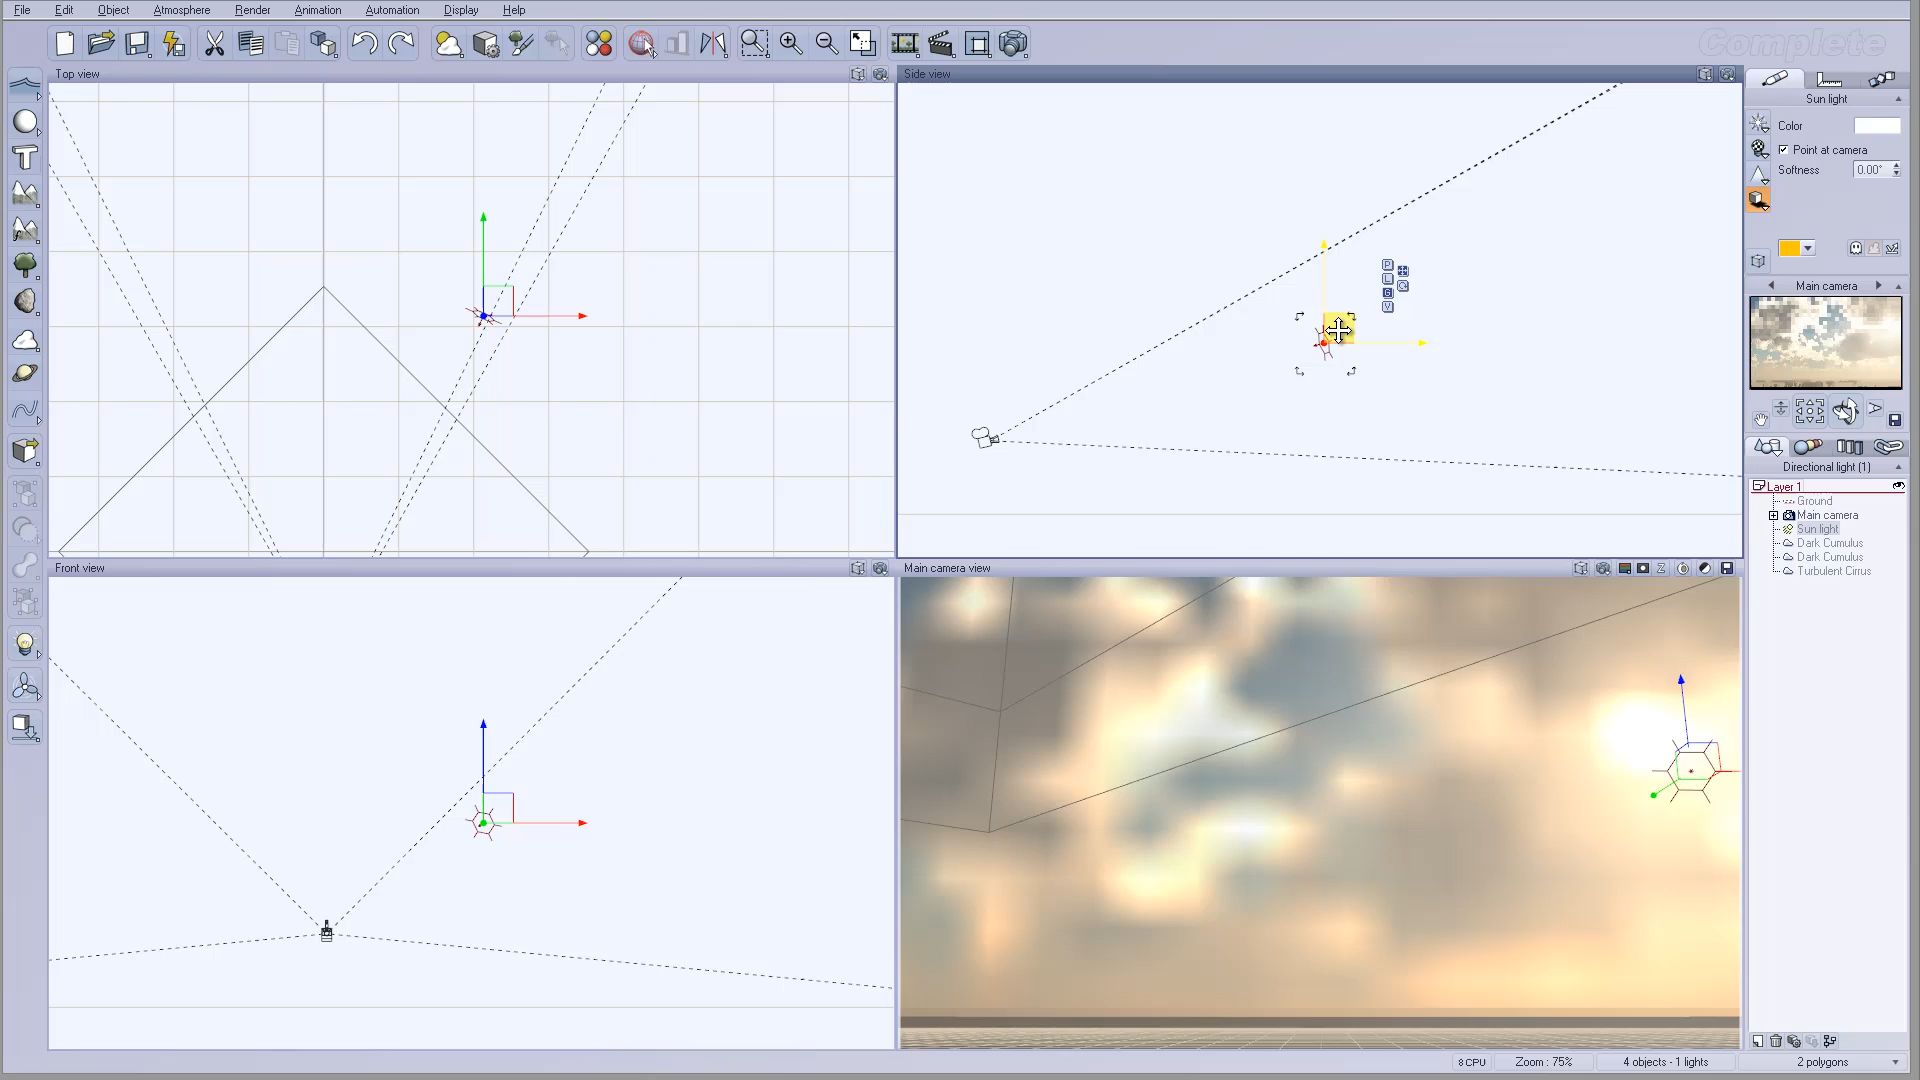 File Edit Object Atmosphere Render Animation Automation Display Help
Complete
Top view
Side view
Sun light
Color
Point at camera
Softness 0.00°
P
L
G
V
Main camera
Directional light (1)
Layer 1
Ground
Main camera
Sun light
Dark Cumulus
Dark Cumulus
Turbulent Cirrus
Front view
Main camera view
Z
8 CPU Zoom : 75% 4 objects - 1 lights 2 polygons